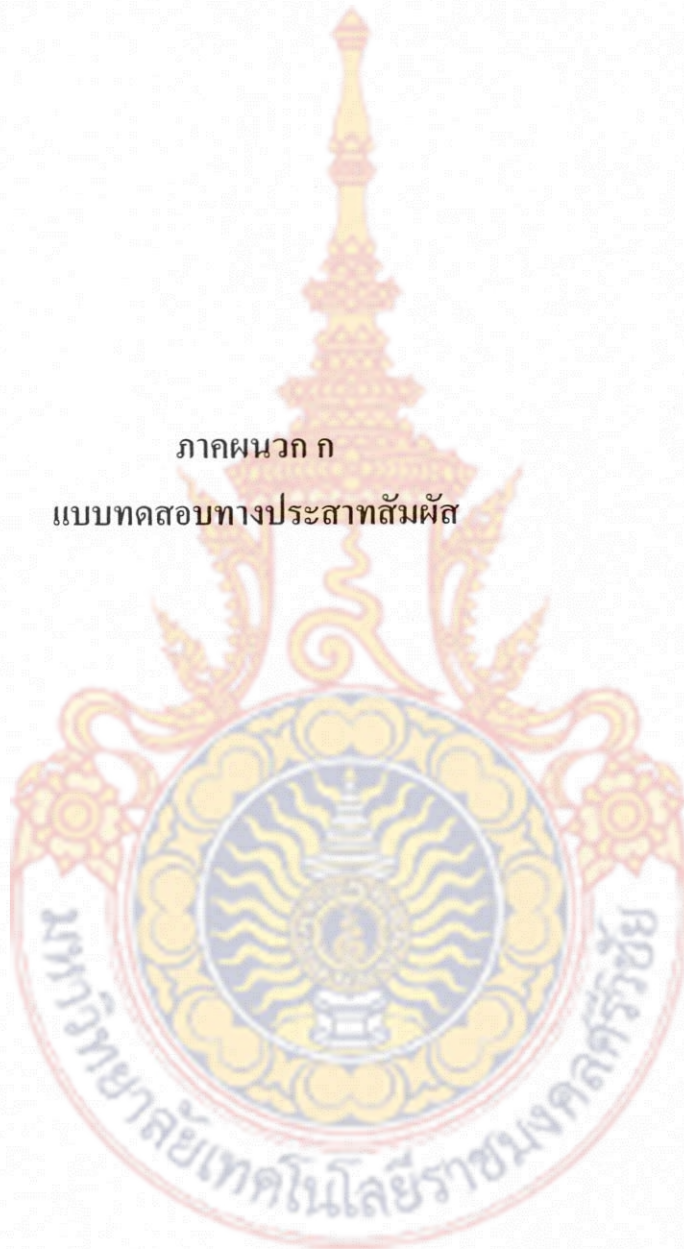 ภาคผนวก ก
แบบทดสอบทางประสาทสัมผัส
มหาวิทยาลัยเทคโนโลยีราชมงคลศรีวิชัย